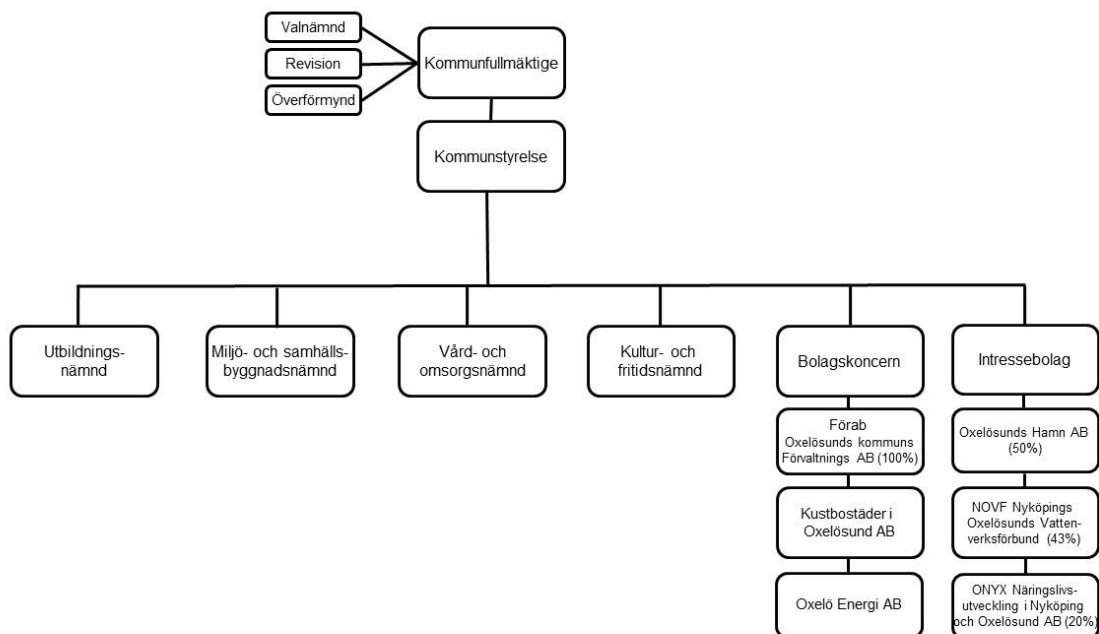 Valnämnd
Revision
Överförmynd
Kommunfullmäktige
Kommunstyrelse
Utbildnings-
nämnd
Miljö- och samhälls-
byggnadsnämnd
Vård- och
omsorgsnämnd
Kultur- och
fritidsnämnd
Bolagskoncern
Intressebolag
Förab
Oxelösunds kommuns
Förvaltnings AB (100%)
Kustbostäder i
Oxelösund AB
Oxelö Energi AB
Oxelösunds Hamn AB
(50%)
NOVF Nyköpings
Oxelösunds Vatten-
verksförbund (43%)
ONYX Näringslivs-
utveckling i Nyköping
och Oxelösund AB (20%)